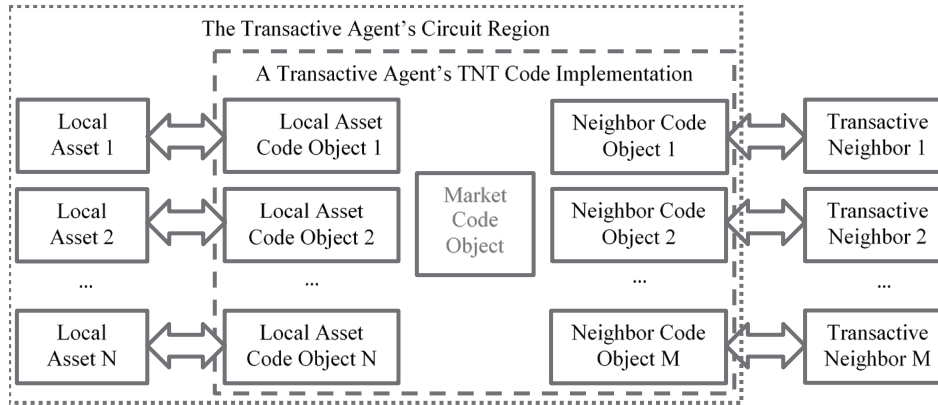 The Transactive Agent's Circuit Region
A Transactive Agent's TNT Code Implementation
Local
Asset 1
Local Asset
Code Object 1
Neighbor Code
Object 1
Transactive
Neighbor 1
Local
Asset 2
Local Asset
Code Object 2
Market
Code
Object
Neighbor Code
Object 2
Transactive
Neighbor 2
...
...
...
...
Local
Asset N
Local Asset
Code Object N
Neighbor Code
Object M
Transactive
Neighbor M